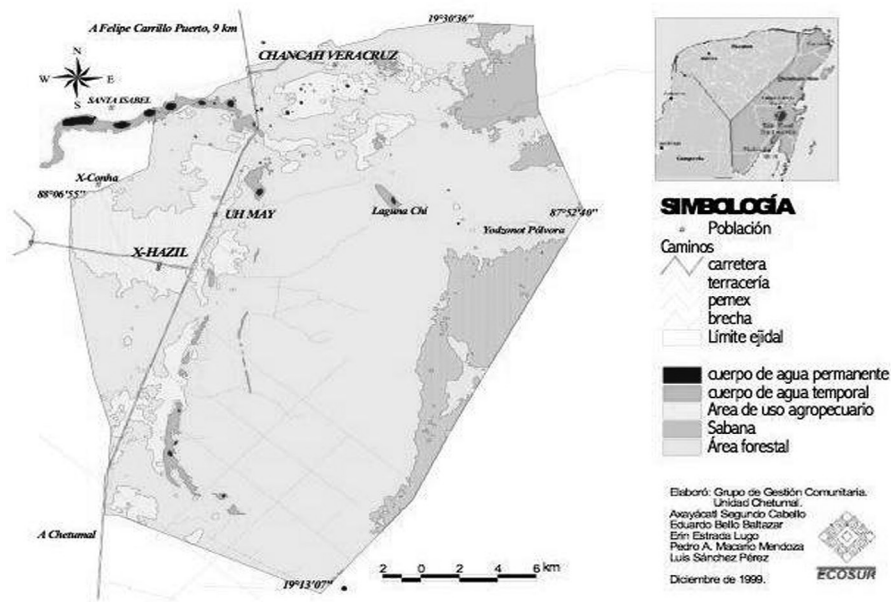 A Felipe Carrillo Puerto, 9 km
19°30'36"
CHANCAH VERACRUZ
N
W E
S
SANTA ISABEL
X-Conha
88°06'55"
UH MAY
Laguna Chi
87°52'40"
Yodzonot Pólvora
X-HAZIL
A Chetumal
19°13'07"
2 0 2 4 6 km
SIMBOLOGÍA
Población
Caminos
carretera
terracería
pemex
brecha
Límite ejidal
cuerpo de agua permanente
cuerpo de agua temporal
Area de uso agropecuario
Sabana
Área forestal
Elaboró: Grupo de Gestión Comunitaria.
Unidad Chetumal.
Axayácatl Segundo Cabello
Eduardo Bello Baltazar
Erin Estrada Lugo
Pedro A. Macario Mendoza
Luis Sánchez Pérez
Diciembre de 1999.
ECOSUR